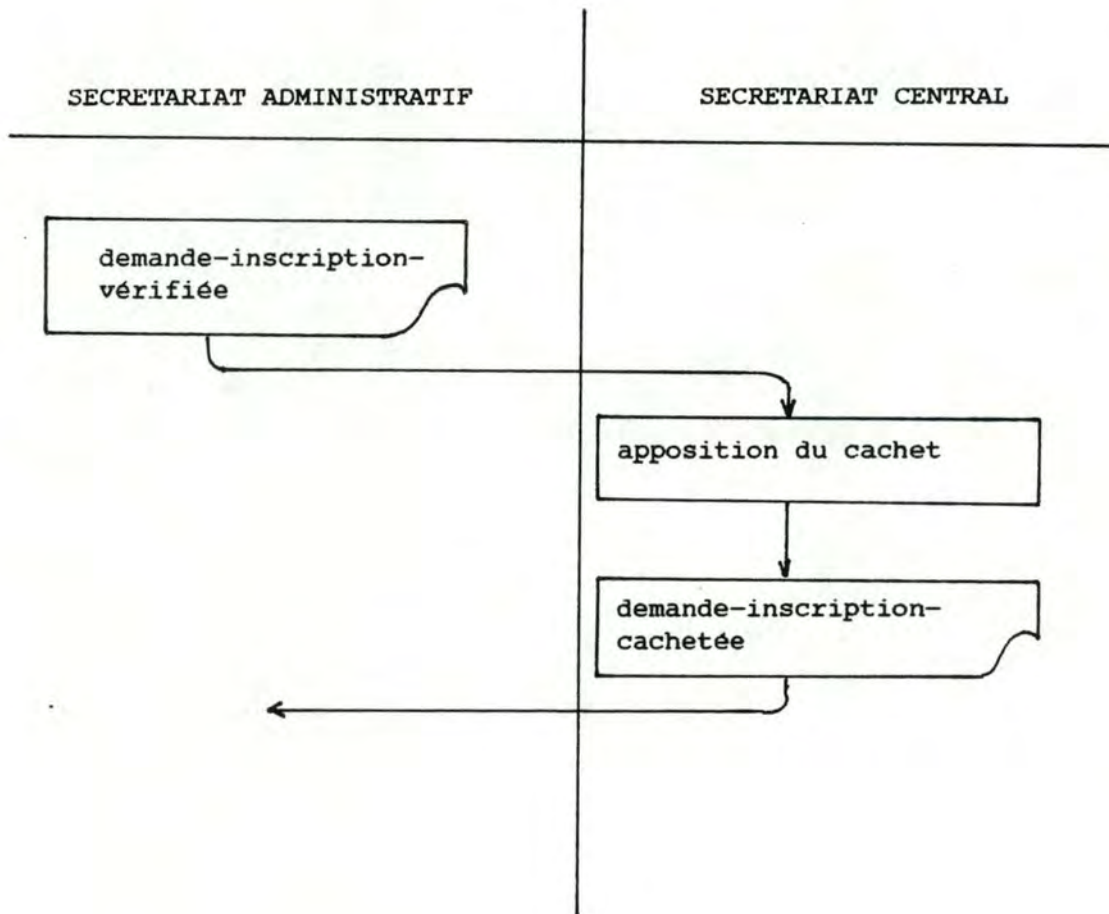 SECRETARIAT ADMINISTRATIF
SECRETARIAT CENTRAL
demande-inscription-
vérifiée
apposition du cachet
demande-inscription-
cachetée